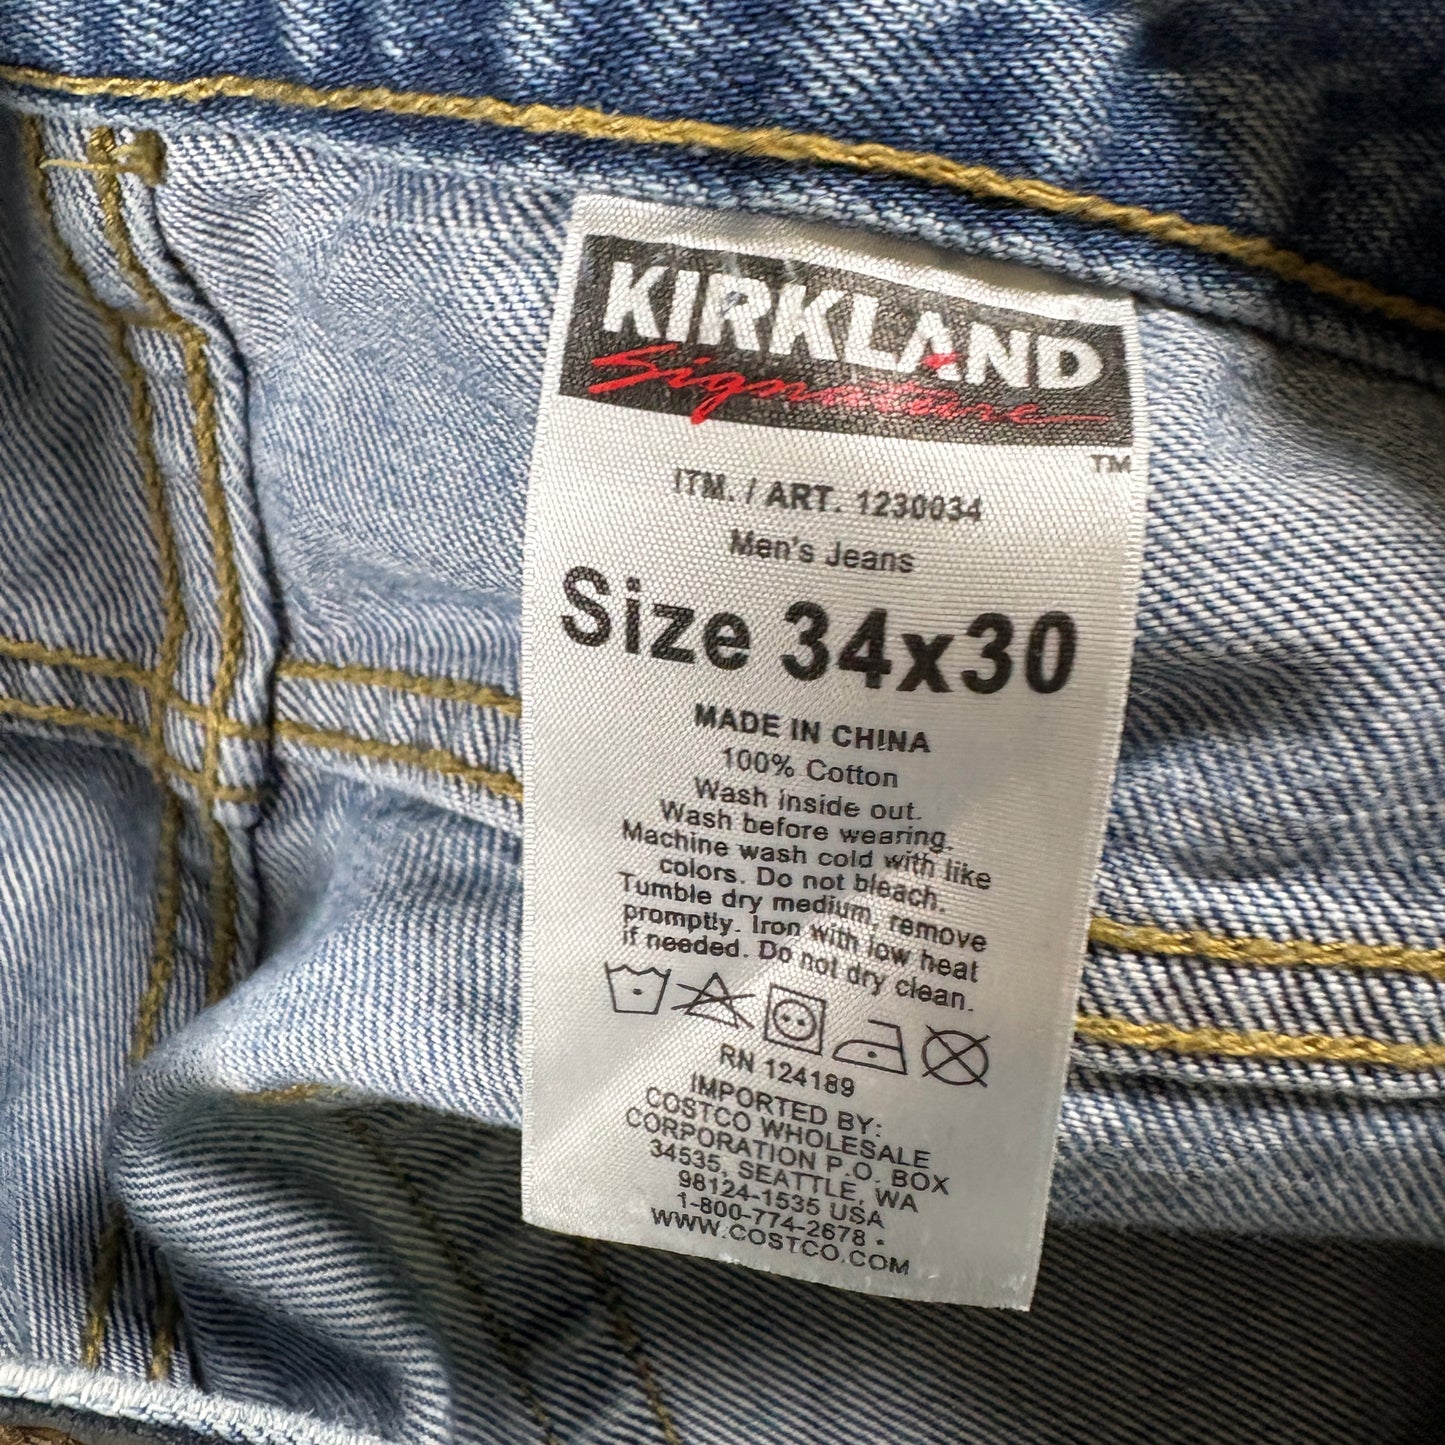 KIRKLAND
Signature
TM
ITM. / ART. 1230034
Men's Jeans
Size 34x30
MADE IN CHINA
100% Cotton
Wash inside out.
Wash before wearing.
Machine wash cold with like
colors. Do not bleach.
Tumble dry medium, remove
promptly. Iron with low heat
if needed. Do not dry clean.
RN 124189
IMPORTED BY:
COSTCO WHOLESALE
CORPORATION P.O. BOX
34535, SEATTLE, WA
98124-1535 USA
1-800-774-2678 -
WWW.COSTCO.COM